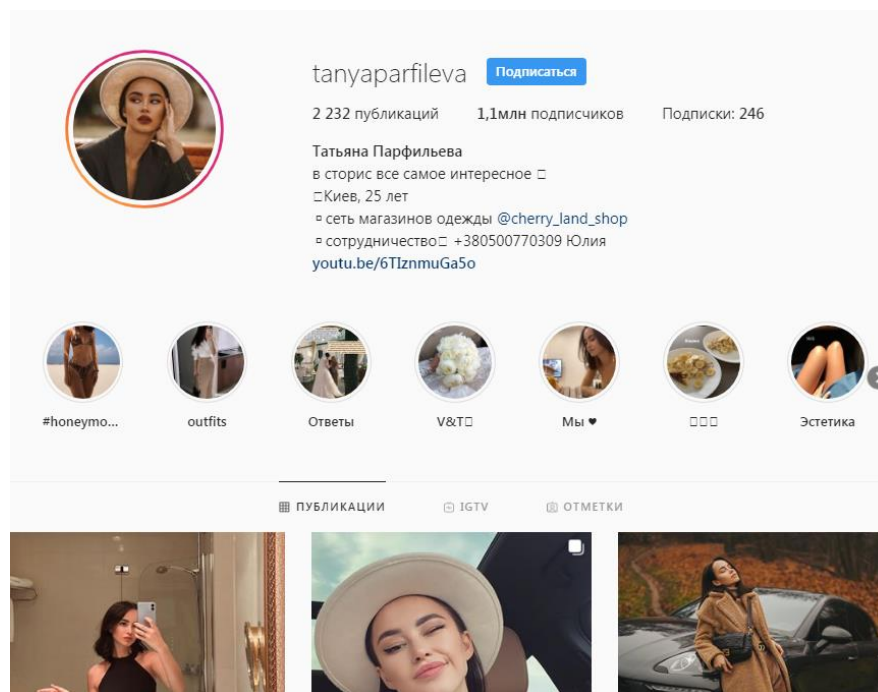 tanyaparfileva Подписаться
2 232 публикаций 1,1млн подписчиков Подписки: 246
Татьяна Парфильева
в сторис все самое интересное
Киев, 25 лет
▫ сеть магазинов одежды @cherry_land_shop
▫ сотрудничество +380500770309 Юлия
youtu.be/6TIznmuGa5o
#honeymo... outfits Ответы V&T Мы ♥ Эстетика
ПУБЛИКАЦИИ IGTV ОТМЕТКИ